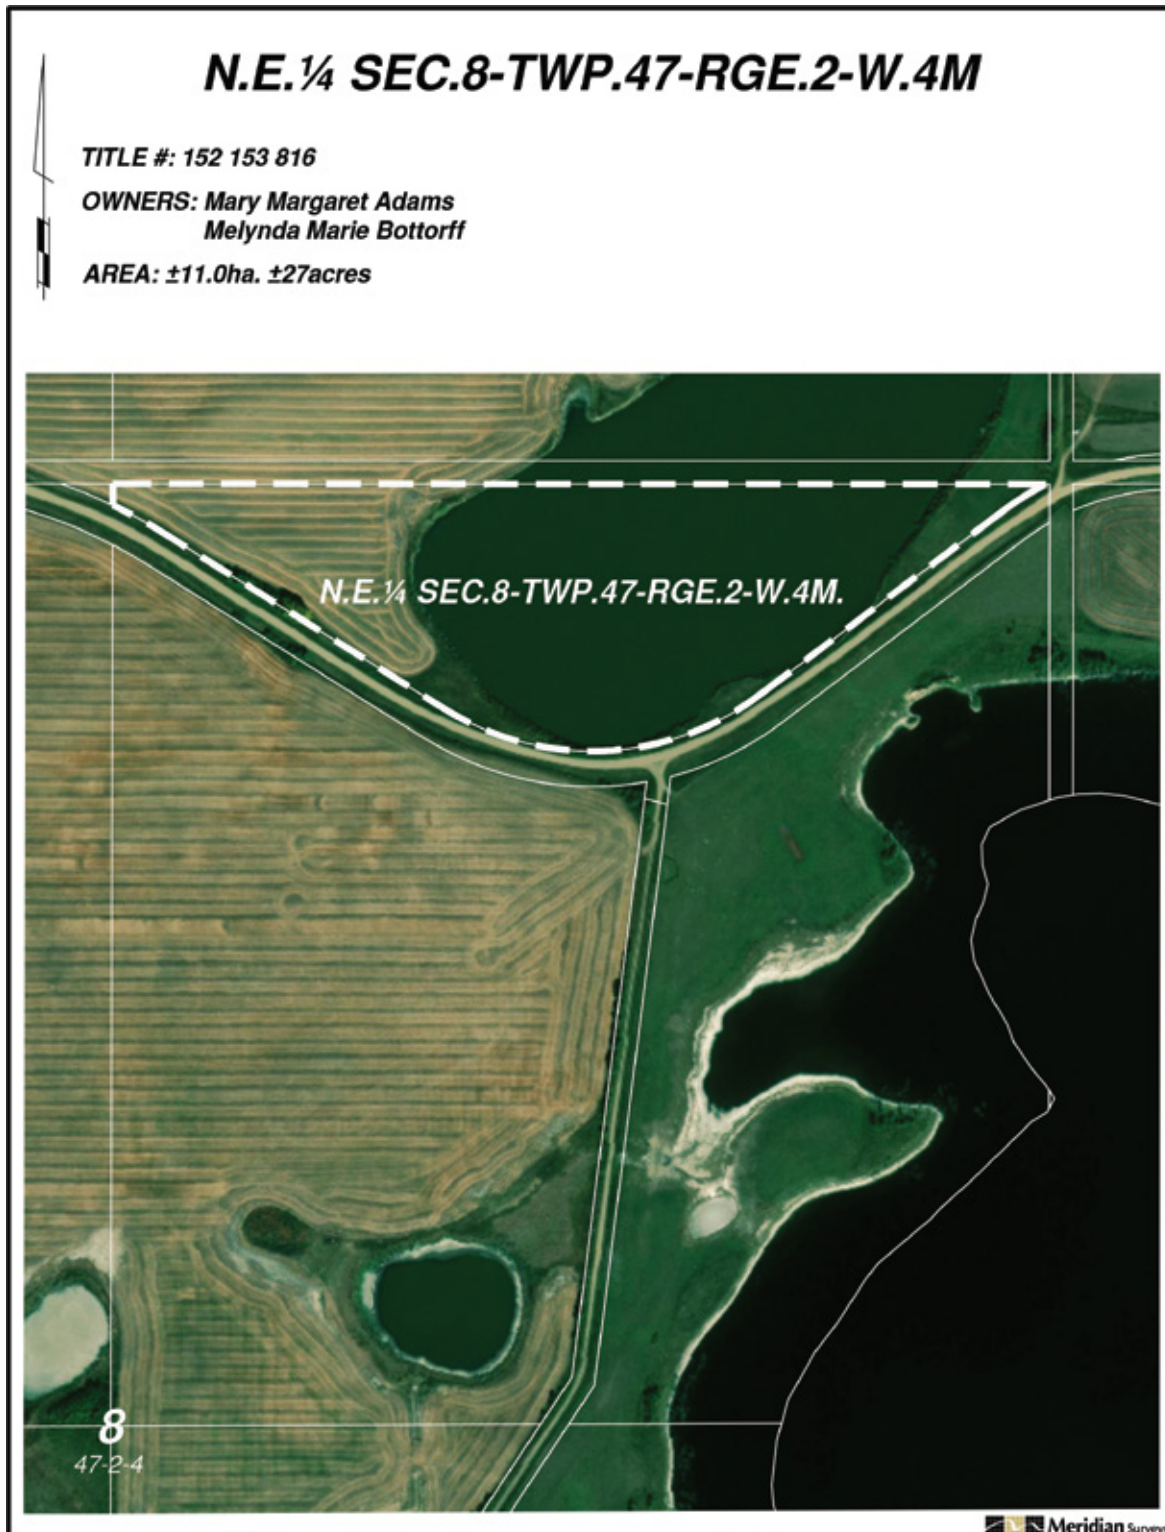 N.E.¼ SEC.8-TWP.47-RGE.2-W.4M
TITLE #: 152 153 816
OWNERS: Mary Margaret Adams
Melynda Marie Bottorff
AREA: ±11.0ha. ±27acres
N.E.¼ SEC.8-TWP.47-RGE.2-W.4M.
8
47-2-4
Meridian